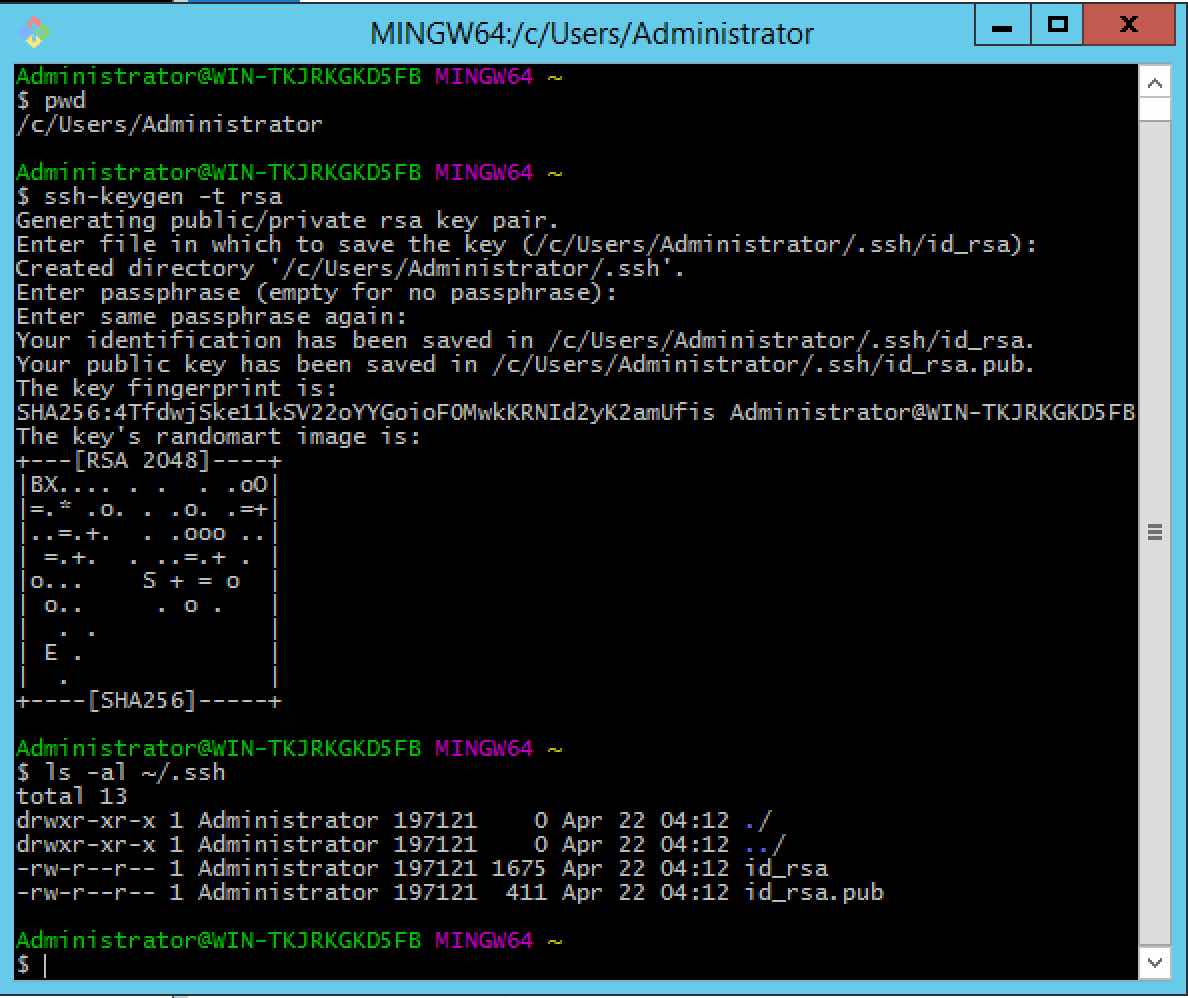 MINGW64:/c/Users/Administrator
Administrator@WIN-TKJRKGKD5FB MINGW64 ~
$ pwd
/c/Users/Administrator
Administrator@WIN-TKJRKGKD5FB MINGW64 ~
$ ssh-keygen -t rsa
Generating public/private rsa key pair.
Enter file in which to save the key (/c/Users/Administrator/.ssh/id_rsa):
Created directory '/c/Users/Administrator/.ssh'.
Enter passphrase (empty for no passphrase):
Enter same passphrase again:
Your identification has been saved in /c/Users/Administrator/.ssh/id_rsa.
Your public key has been saved in /c/Users/Administrator/.ssh/id_rsa.pub.
The key fingerprint is:
SHA256:4TfdwjSke11kSV22oYYGoioFOMwkKRNId2yK2amUfis Administrator@WIN-TKJRKGKD5FB
The key's randomart image is:
+---[RSA 2048]----+
|BX.... . .  . .oO|
|=.* .o. . .o. .=+|
|..=.+.  . .ooo ..|
| =.+.  . ..=.+ . |
|o...    S + = o  |
| o..     . o .   |
|  . .            |
| E .             |
|  .              |
+----[SHA256]-----+
Administrator@WIN-TKJRKGKD5FB MINGW64 ~
$ ls -al ~/.ssh
total 13
drwxr-xr-x 1 Administrator 197121    0 Apr 22 04:12 ./
drwxr-xr-x 1 Administrator 197121    0 Apr 22 04:12 ../
-rw-r--r-- 1 Administrator 197121 1675 Apr 22 04:12 id_rsa
-rw-r--r-- 1 Administrator 197121  411 Apr 22 04:12 id_rsa.pub
Administrator@WIN-TKJRKGKD5FB MINGW64 ~
$